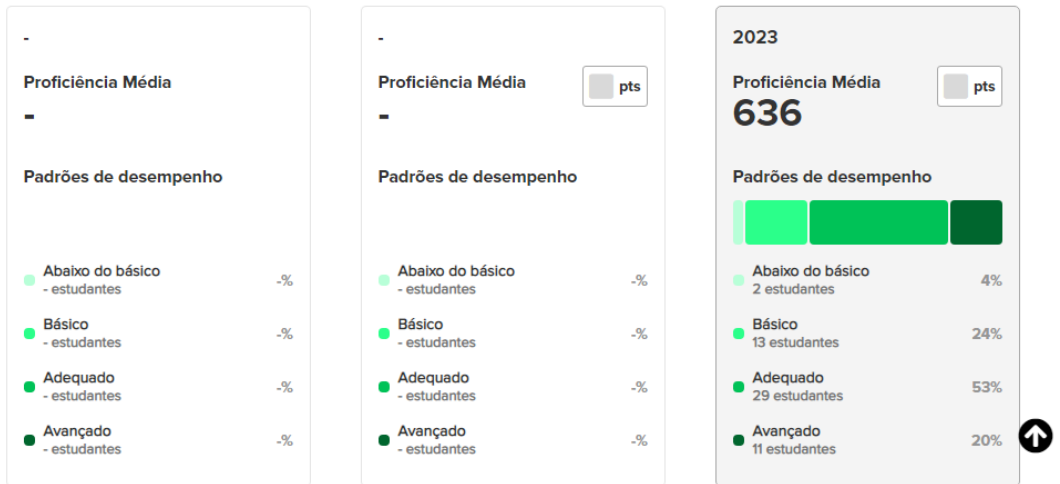 -
Proficiência Média
-
Padrões de desempenho
Abaixo do básico
- estudantes
-%
Básico
- estudantes
-%
Adequado
- estudantes
-%
Avançado
- estudantes
-%
-
Proficiência Média
pts
-
Padrões de desempenho
Abaixo do básico
- estudantes
-%
Básico
- estudantes
-%
Adequado
- estudantes
-%
Avançado
- estudantes
-%
2023
Proficiência Média
pts
636
Padrões de desempenho
Abaixo do básico
2 estudantes
4%
Básico
13 estudantes
24%
Adequado
29 estudantes
53%
Avançado
11 estudantes
20%